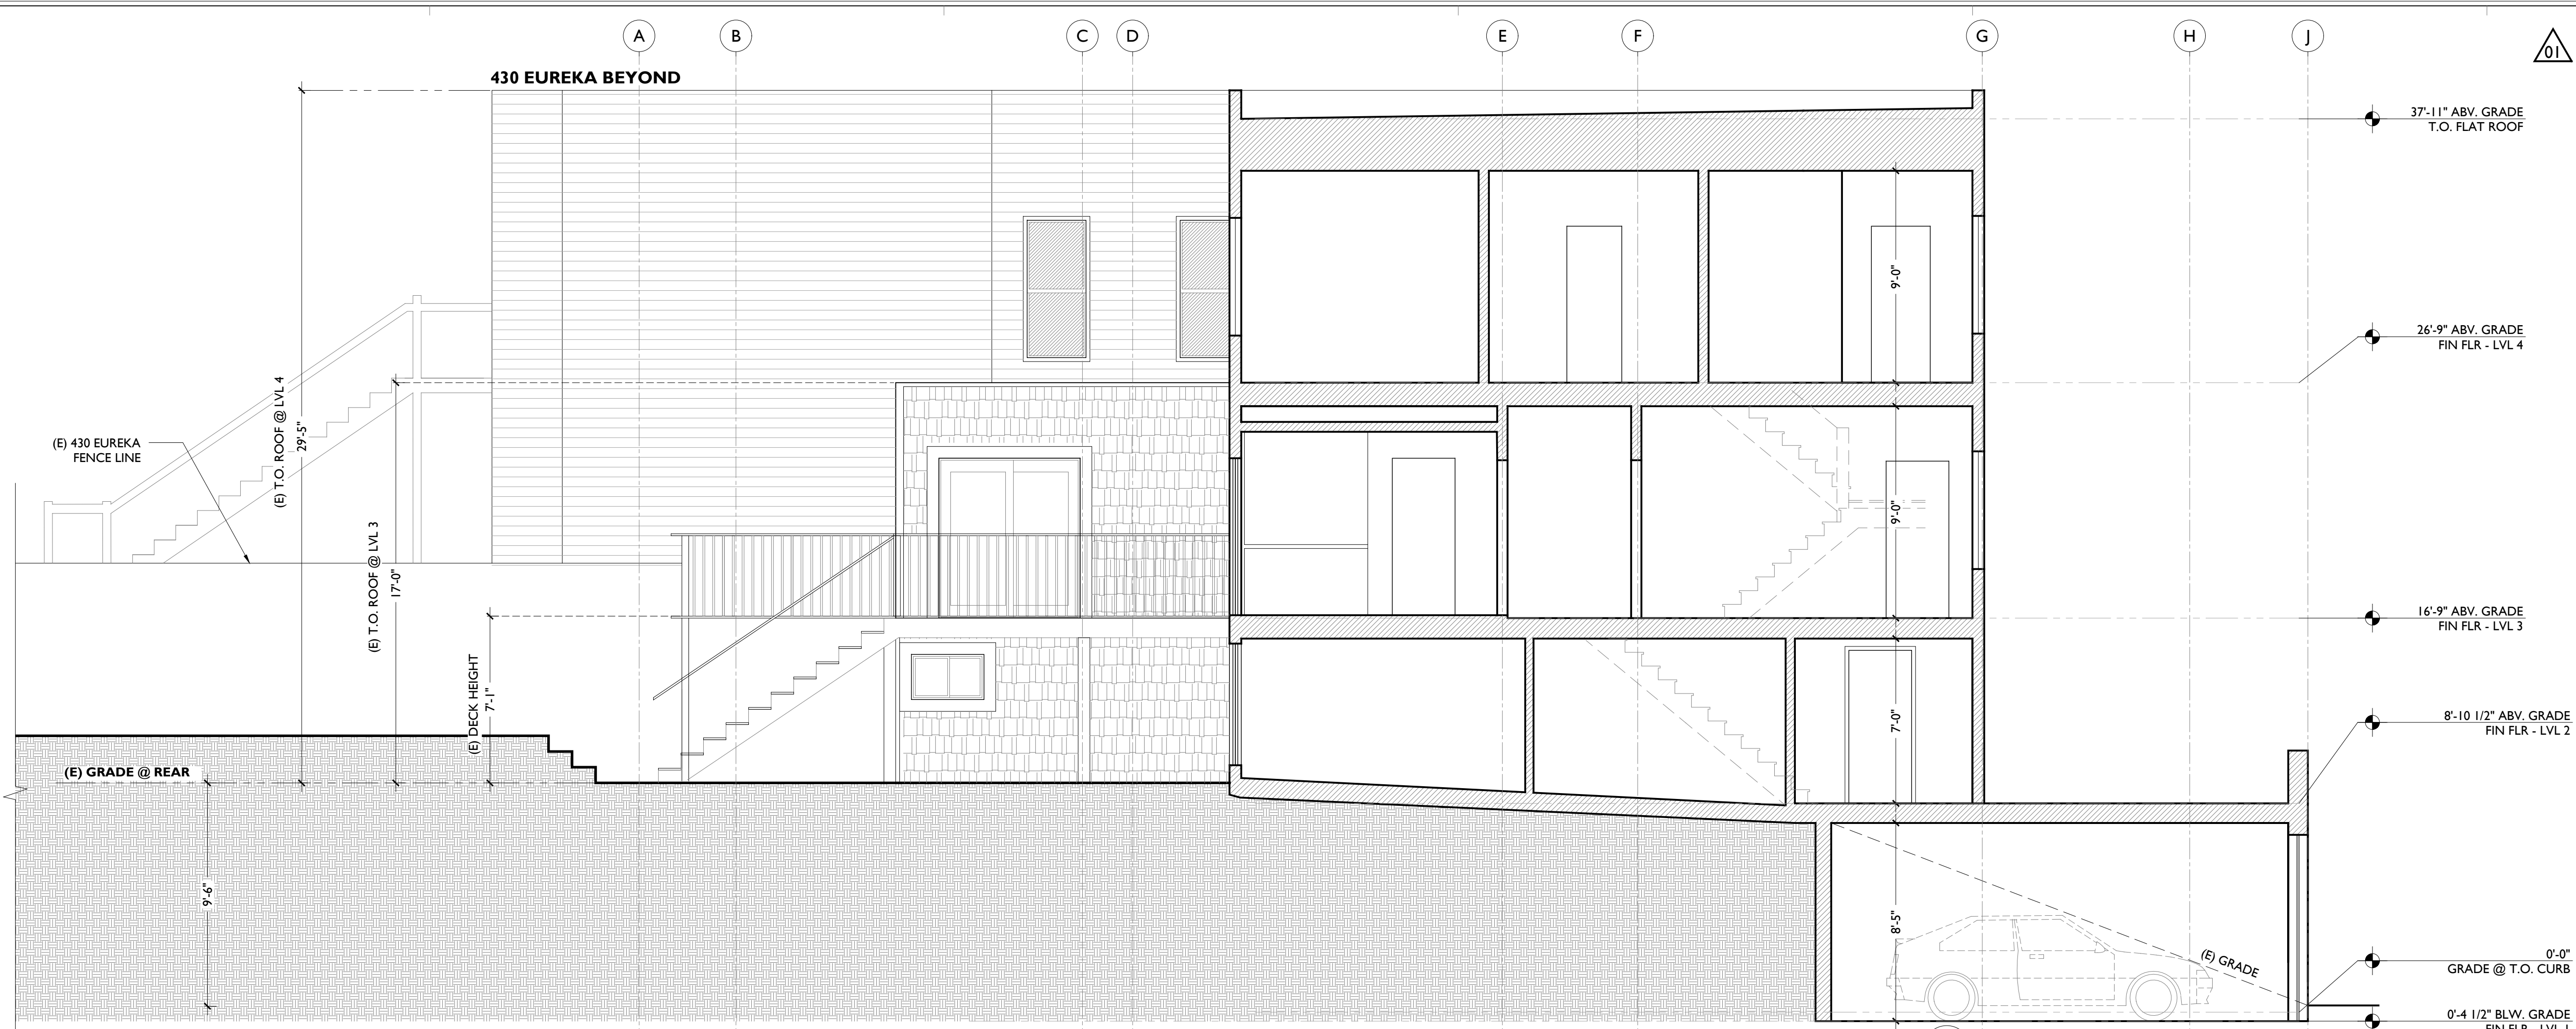 A
B
C
D
E
F
G
H
J
01
430 EUREKA BEYOND
37'-11" ABV. GRADE
T.O. FLAT ROOF
9'-0"
26'-9" ABV. GRADE
FIN FLR - LVL 4
(E) T.O. ROOF @ LVL 4
29'-5"
(E) 430 EUREKA
FENCE LINE
(E) T.O. ROOF @ LVL 3
17'-0"
9'-0"
16'-9" ABV. GRADE
FIN FLR - LVL 3
(E) DECK HEIGHT
7'-1"
7'-0"
8'-10 1/2" ABV. GRADE
FIN FLR - LVL 2
(E) GRADE @ REAR
9'-6"
8'-5"
(E) GRADE
0'-0"
GRADE @ T.O. CURB
0'-4 1/2" BLW. GRADE
FIN FLR - LVL 1